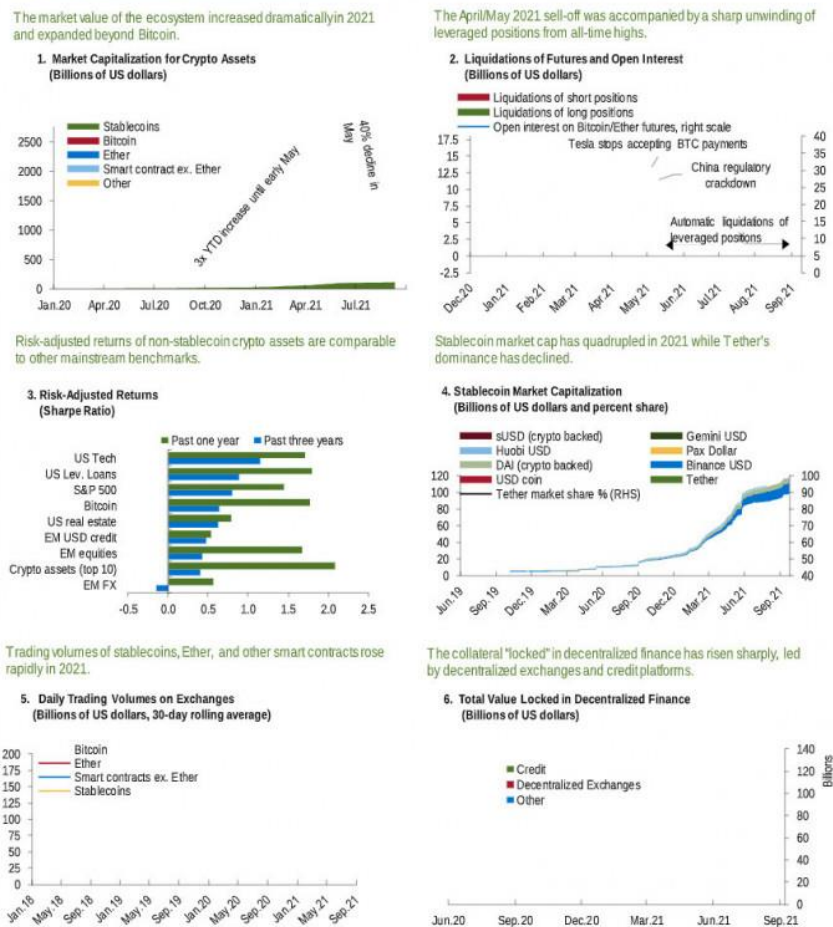 The market value of the ecosystem increased dramatically in 2021
and expanded beyond Bitcoin.
1. Market Capitalization for Crypto Assets
(Billions of US dollars)
Stablecoins
Bitcoin
Ether
Smart contract ex. Ether
Other
3x YTD increase until early May
40% decline in
May
2500
2000
1500
1000
500
0
Jan.20 Apr.20 Jul.20 Oct.20 Jan.21 Apr.21 Jul.21
The April/May 2021 sell-off was accompanied by a sharp unwinding of
leveraged positions from all-time highs.
2. Liquidations of Futures and Open Interest
(Billions of US dollars)
Liquidations of short positions
Liquidations of long positions
Open interest on Bitcoin/Ether futures, right scale
Tesla stops accepting BTC payments
China regulatory
crackdown
Automatic liquidations of
leveraged positions
17.5
15
12.5
10
7.5
5
2.5
0
-2.5
40
35
30
25
20
15
10
5
0
Dec.20 Jan.21 Feb.21 Mar.21 Apr.21 May.21 Jun.21 Jul.21 Aug.21 Sep.21
Risk-adjusted returns of non-stablecoin crypto assets are comparable
to other mainstream benchmarks.
3. Risk-Adjusted Returns
(Sharpe Ratio)
Past one year Past three years
US Tech
US Lev. Loans
S&P 500
Bitcoin
US real estate
EM USD credit
EM equities
Crypto assets (top 10)
EM FX
-0.5 0.0 0.5 1.0 1.5 2.0 2.5
Stablecoin market cap has quadrupled in 2021 while Tether's
dominance has declined.
4. Stablecoin Market Capitalization
(Billions of US dollars and percent share)
sUSD (crypto backed) Gemini USD
Huobi USD Pax Dollar
DAI (crypto backed) Binance USD
USD coin Tether
Tether market share % (RHS)
120
100
80
60
40
20
0
100
90
80
70
60
50
40
Jun.19 Sep.19 Dec.19 Mar.20 Jun.20 Sep.20 Dec.20 Mar.21 Jun.21 Sep.21
Trading volumes of stablecoins, Ether, and other smart contracts rose
rapidly in 2021.
5. Daily Trading Volumes on Exchanges
(Billions of US dollars, 30-day rolling average)
Bitcoin
Ether
Smart contracts ex. Ether
Stablecoins
200
175
150
125
100
75
50
25
0
Jan.18 May.18 Sep.18 Jan.19 May.19 Sep.19 Jan.20 May.20 Sep.20 Jan.21 May.21 Sep.21
The collateral "locked" in decentralized finance has risen sharply, led
by decentralized exchanges and credit platforms.
6. Total Value Locked in Decentralized Finance
(Billions of US dollars)
Credit
Decentralized Exchanges
Other
140
120
100
80
60
40
20
0
Billions
Jun.20 Sep.20 Dec.20 Mar.21 Jun.21 Sep.21